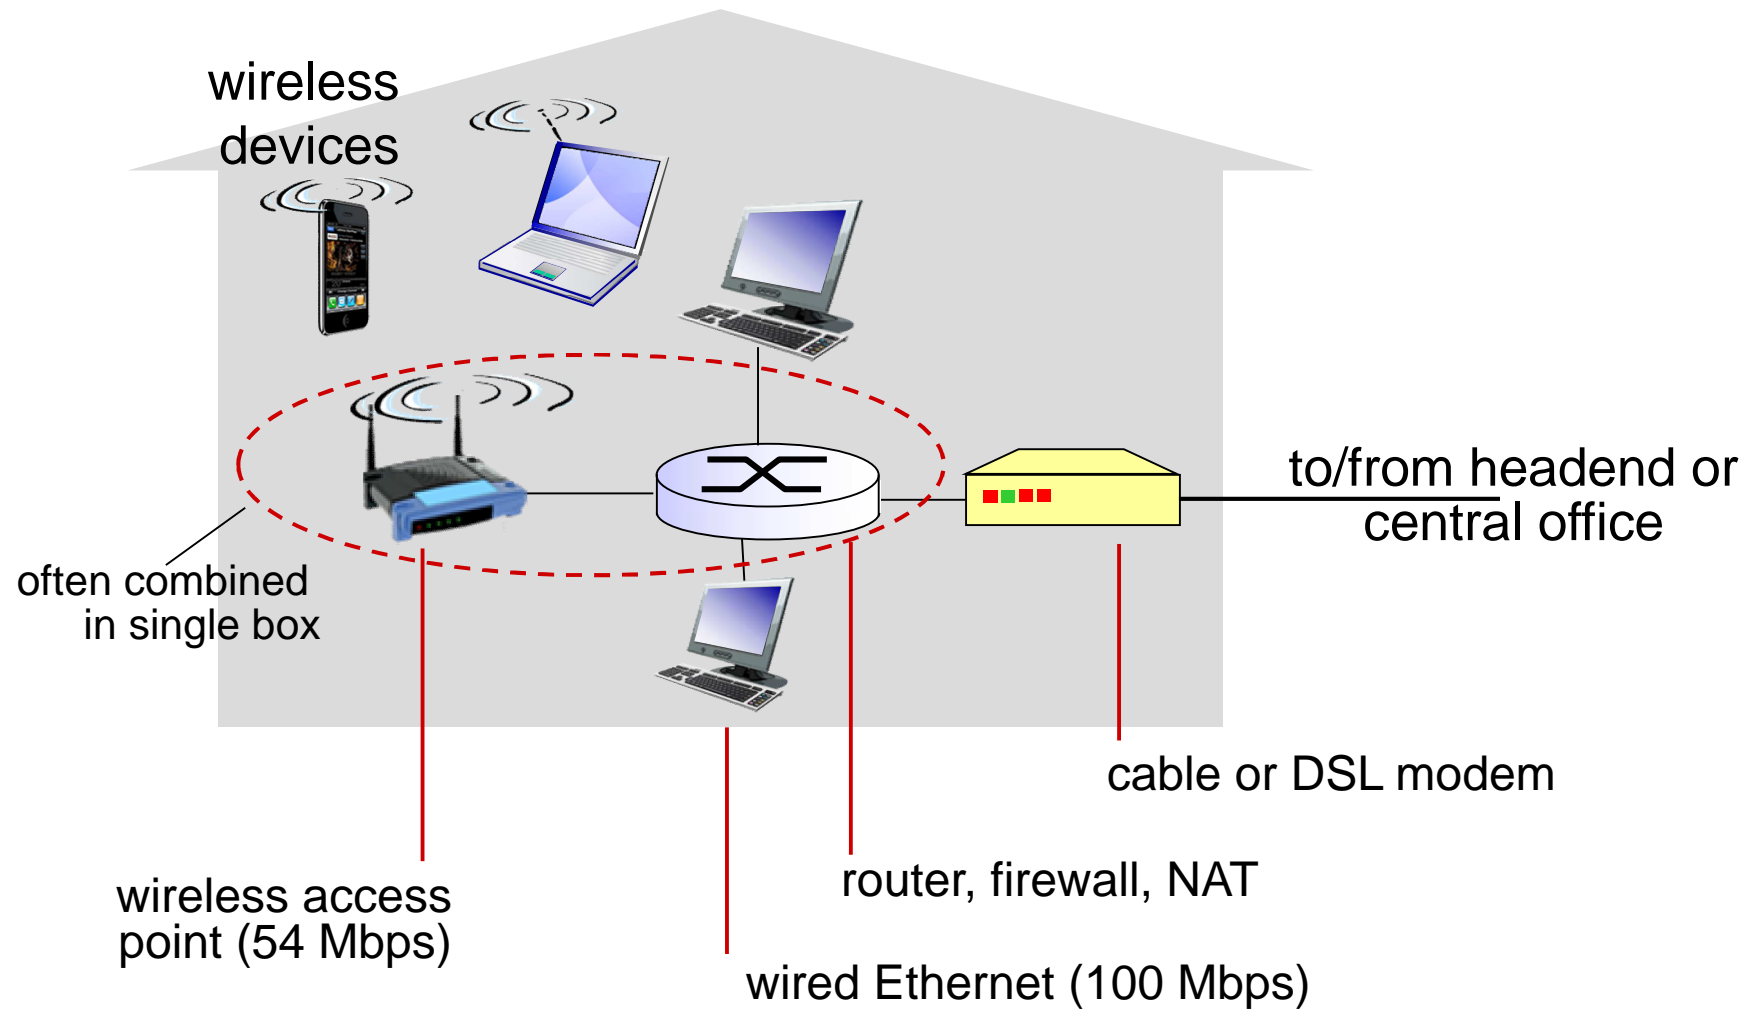 wireless
devices
to/from headend or
central office
often combined
in single box
cable or DSL modem
router, firewall, NAT
wireless access
point (54 Mbps)
wired Ethernet (100 Mbps)